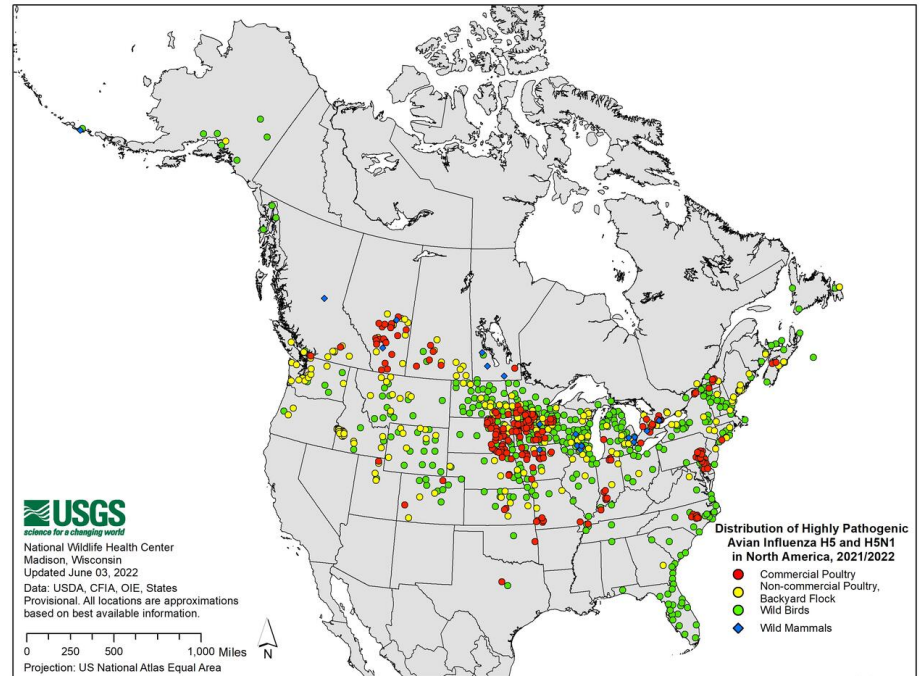 USGS
science for a changing world
National Wildlife Health Center
Madison, Wisconsin
Updated June 03, 2022
Data: USDA, CFIA, OIE, States
Provisional. All locations are approximations
based on best available information.
0 250 500 1,000 Miles
N
Projection: US National Atlas Equal Area
Distribution of Highly Pathogenic
Avian Influenza H5 and H5N1
in North America, 2021/2022
Commercial Poultry
Non-commercial Poultry,
Backyard Flock
Wild Birds
Wild Mammals